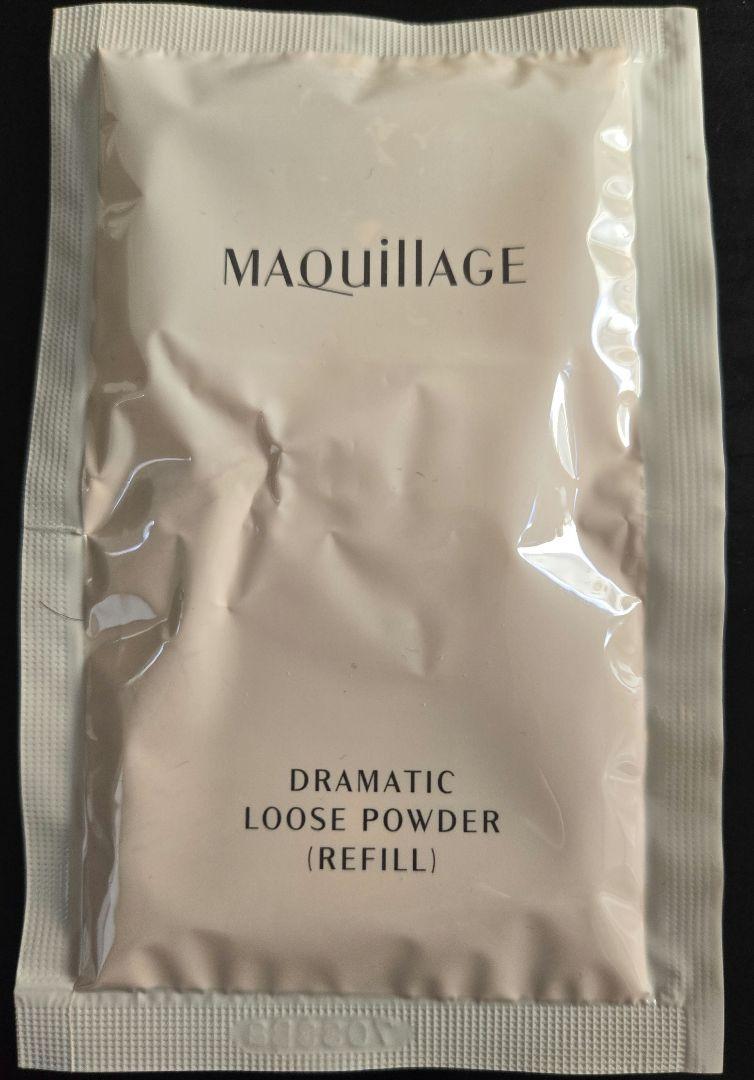 MAQuillAGE
DRAMATIC
LOOSE POWDER
(REFILL)